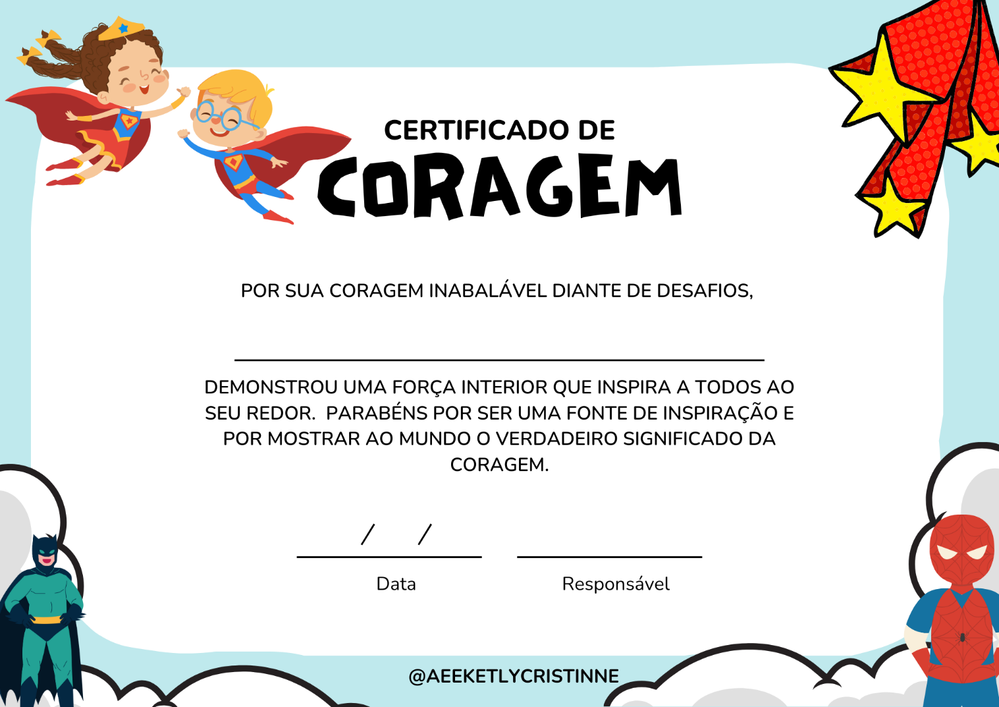 CERTIFICADO DE
CORAGEM
POR SUA CORAGEM INABALÁVEL DIANTE DE DESAFIOS,
DEMONSTROU UMA FORÇA INTERIOR QUE INSPIRA A TODOS AO
SEU REDOR.  PARABÉNS POR SER UMA FONTE DE INSPIRAÇÃO E
POR MOSTRAR AO MUNDO O VERDADEIRO SIGNIFICADO DA
CORAGEM.
/ /
Data Responsável
@AEEKETLYCRISTINNE